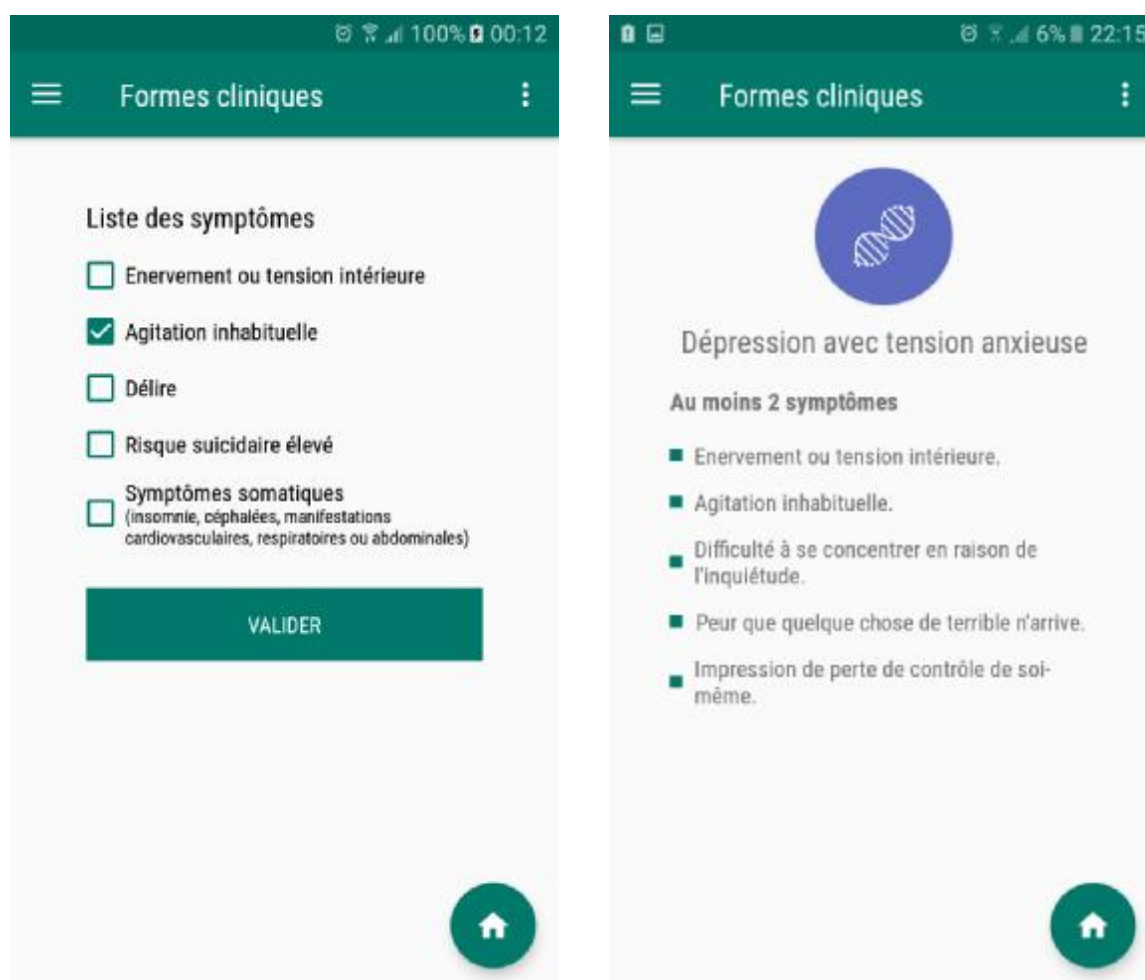 100% 00:12
Formes cliniques
Liste des symptômes
Enervement ou tension intérieure
Agitation inhabituelle
Délire
Risque suicidaire élevé
Symptômes somatiques
(insomnie, céphalées, manifestations
cardiovasculaires, respiratoires ou abdominales)
VALIDER
6% 22:15
Formes cliniques
Dépression avec tension anxieuse
Au moins 2 symptômes
Enervement ou tension intérieure.
Agitation inhabituelle.
Difficulté à se concentrer en raison de
l'inquiétude.
Peur que quelque chose de terrible n'arrive.
Impression de perte de contrôle de soi-
même.